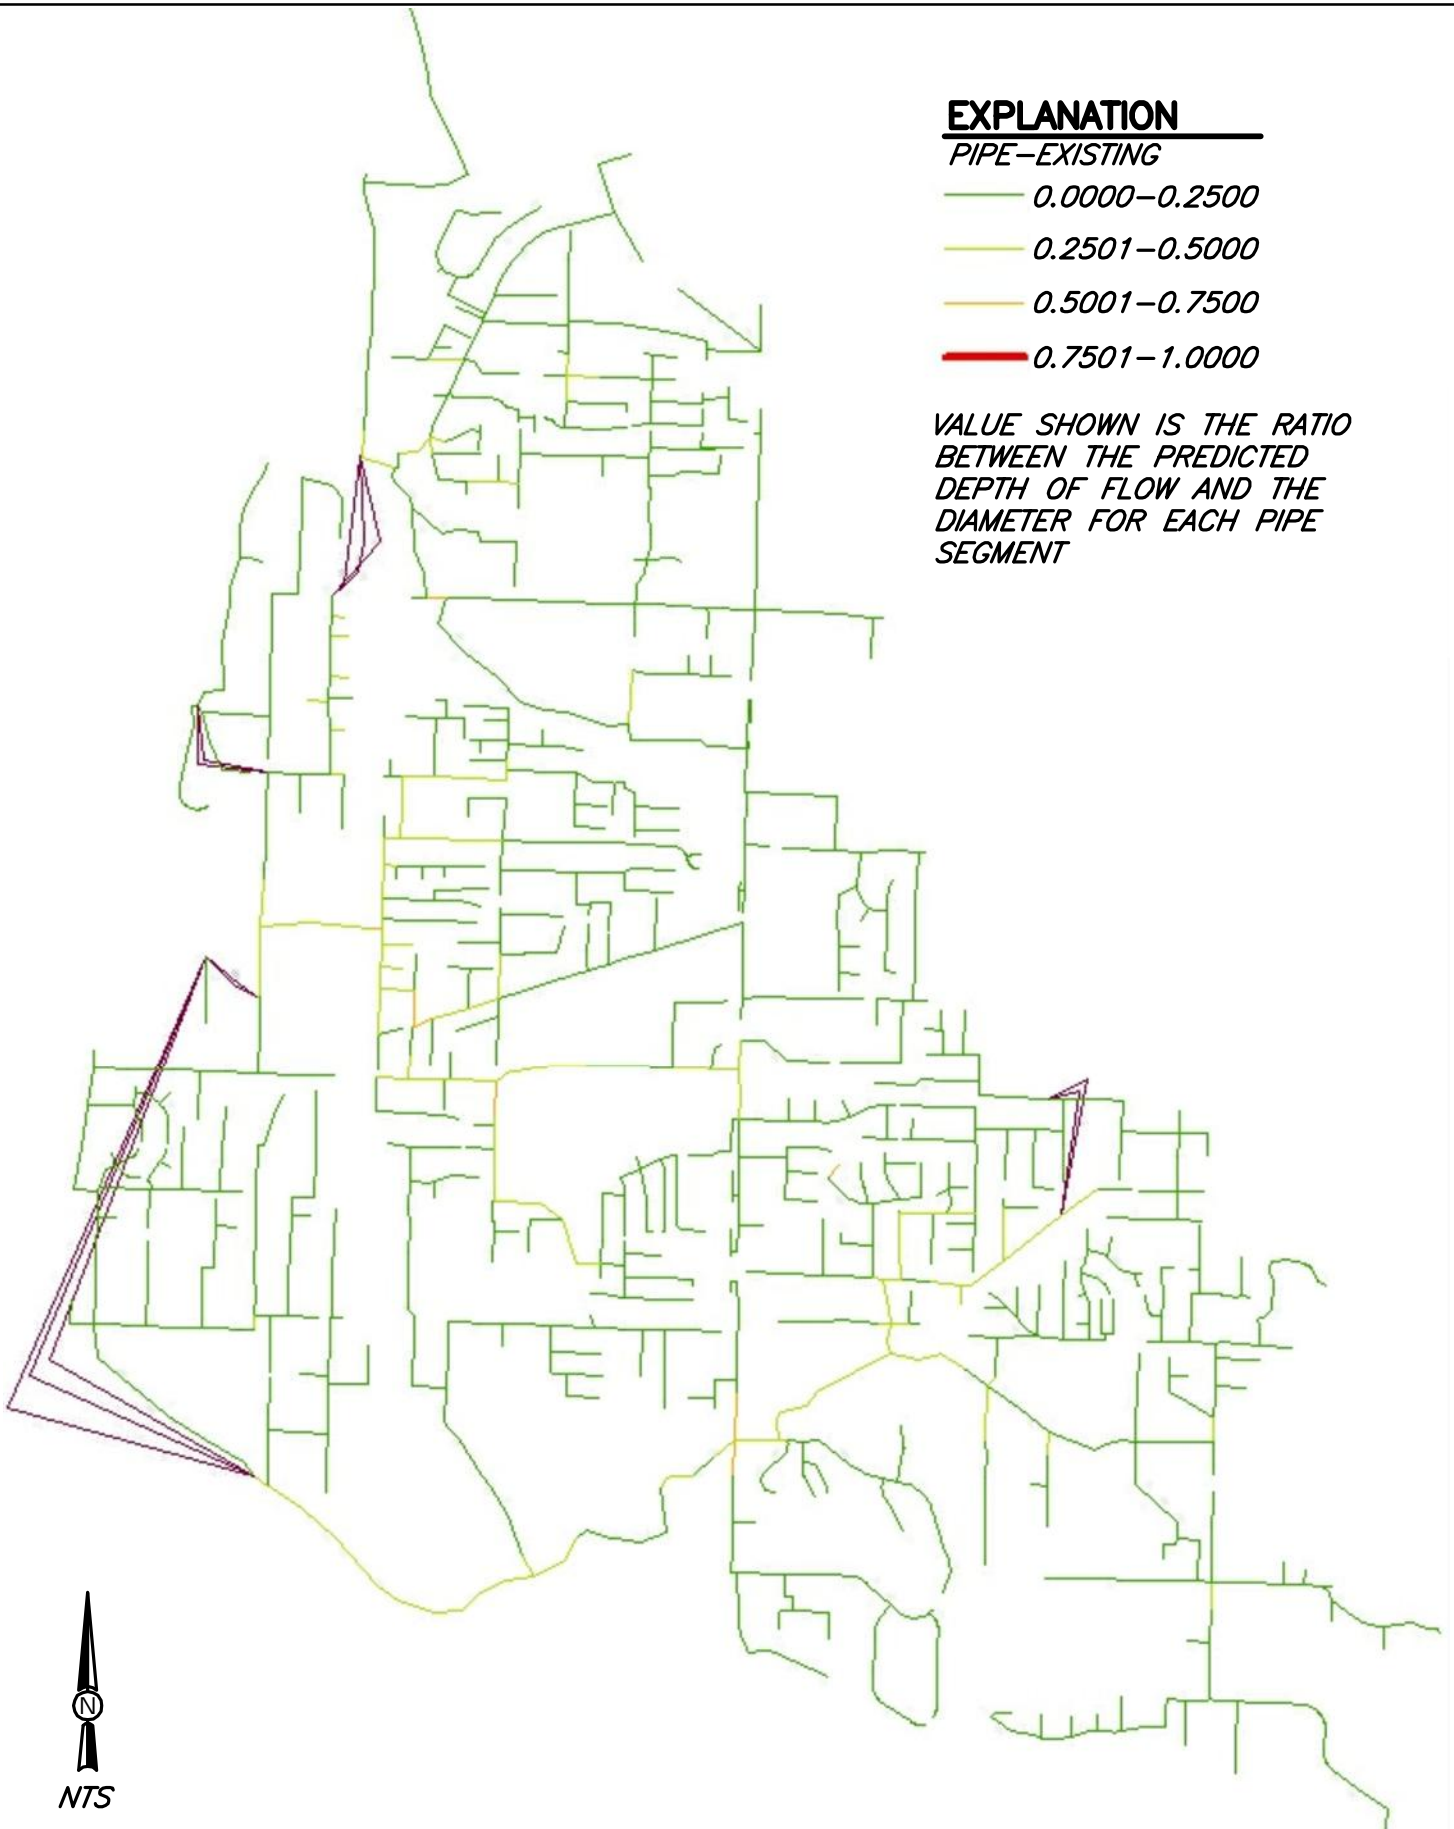 EXPLANATION
PIPE-EXISTING
0.0000-0.2500
0.2501-0.5000
0.5001-0.7500
0.7501-1.0000
VALUE SHOWN IS THE RATIO
BETWEEN THE PREDICTED
DEPTH OF FLOW AND THE
DIAMETER FOR EACH PIPE
SEGMENT
N
NTS